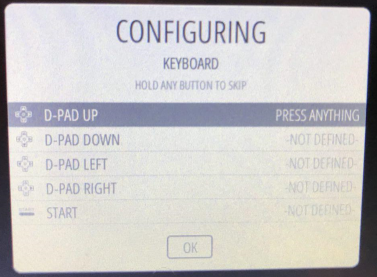 CONFIGURING
KEYBOARD
HOLD ANY BUTTON TO SKIP
D-PAD UP PRESS ANYTHING
D-PAD DOWN -NOT DEFINED-
D-PAD LEFT -NOT DEFINED-
D-PAD RIGHT -NOT DEFINED-
START -NOT DEFINED-
OK